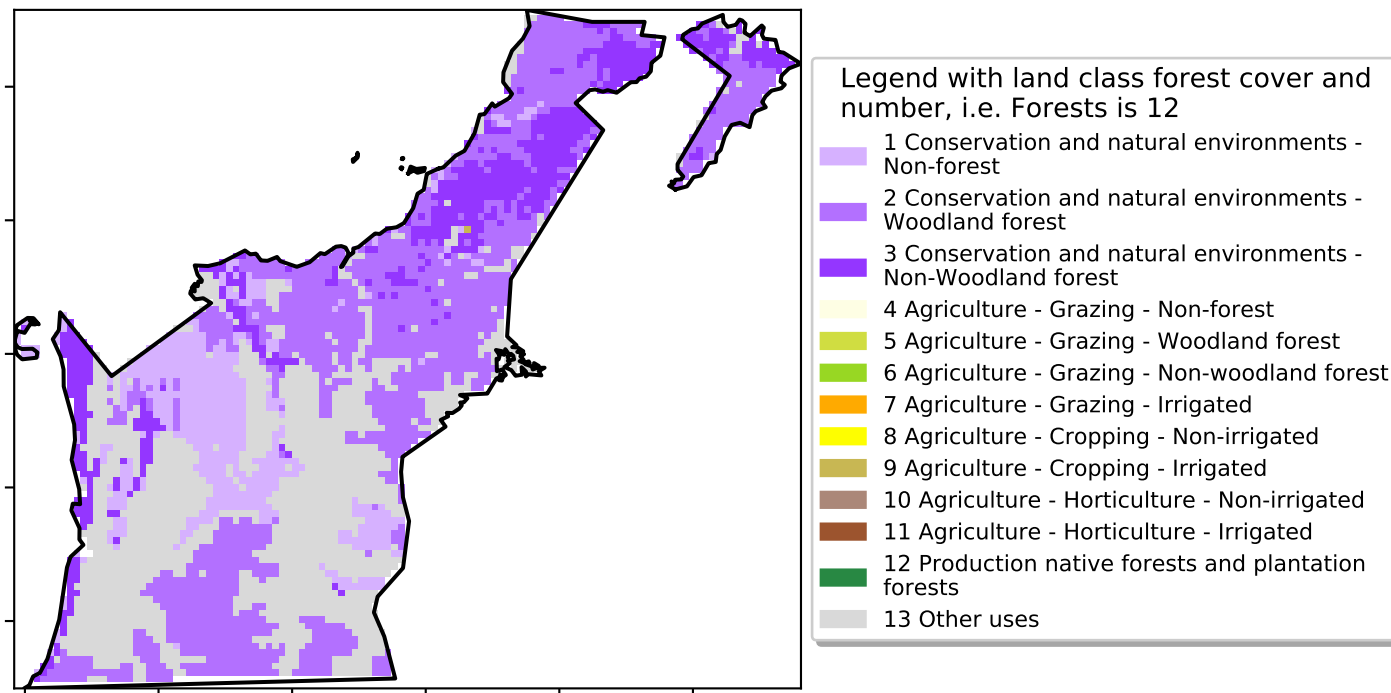 Legend with land class forest cover and
number, i.e. Forests is 12
1 Conservation and natural environments -
Non-forest
2 Conservation and natural environments -
Woodland forest
3 Conservation and natural environments -
Non-Woodland forest
4 Agriculture - Grazing - Non-forest
5 Agriculture - Grazing - Woodland forest
6 Agriculture - Grazing - Non-woodland forest
7 Agriculture - Grazing - Irrigated
8 Agriculture - Cropping - Non-irrigated
9 Agriculture - Cropping - Irrigated
10 Agriculture - Horticulture - Non-irrigated
11 Agriculture - Horticulture - Irrigated
12 Production native forests and plantation
forests
13 Other uses